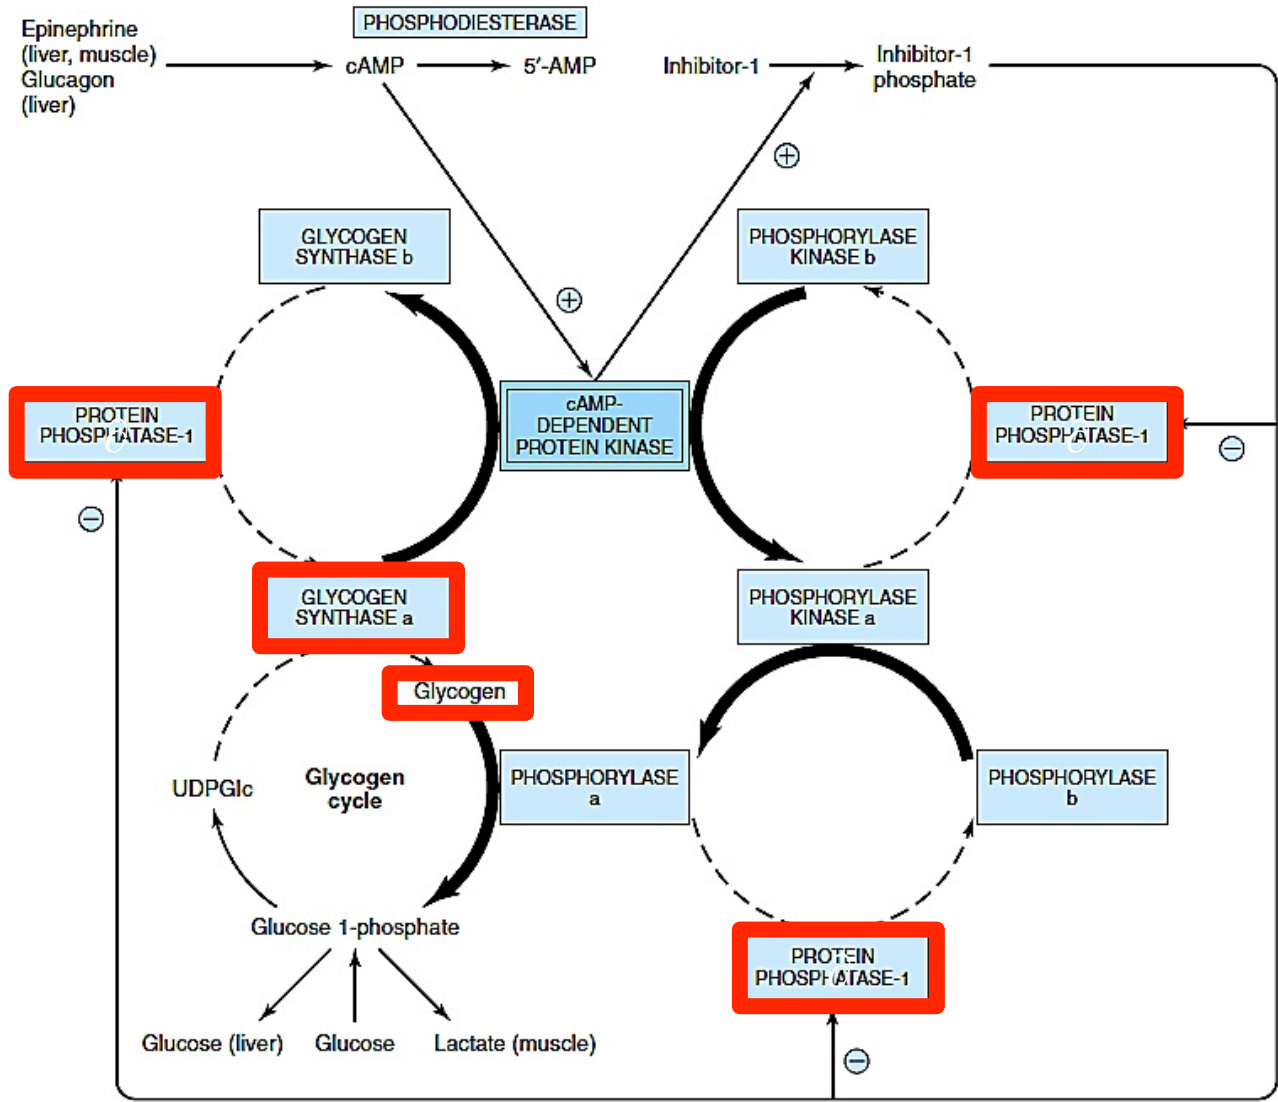 Epinephrine
(liver, muscle)
Glucagon
(liver)
PHOSPHODIESTERASE
cAMP
5′-AMP
Inhibitor-1
Inhibitor-1
phosphate
+
GLYCOGEN
SYNTHASE b
PHOSPHORYLASE
KINASE b
+
PROTEIN
PHOSPHATASE-1
cAMP-
DEPENDENT
PROTEIN KINASE
PROTEIN
PHOSPHATASE-1
−
−
GLYCOGEN
SYNTHASE a
PHOSPHORYLASE
KINASE a
Glycogen
UDPGlc
Glycogen
cycle
PHOSPHORYLASE
a
PHOSPHORYLASE
b
Glucose 1-phosphate
PROTEIN
PHOSPHATASE-1
Glucose (liver)
Glucose
Lactate (muscle)
−